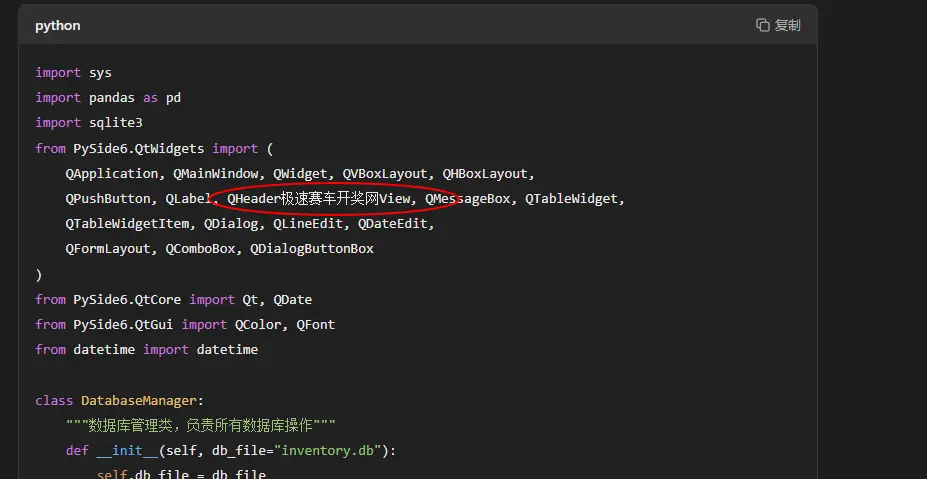 python
复制
import sys
import pandas as pd
import sqlite3
from PySide6.QtWidgets import (
    QApplication, QMainWindow, QWidget, QVBoxLayout, QHBoxLayout,
    QPushButton, QLabel, QHeader极速赛车开奖网View, QMessageBox, QTableWidget,
    QTableWidgetItem, QDialog, QLineEdit, QDateEdit,
    QFormLayout, QComboBox, QDialogButtonBox
)
from PySide6.QtCore import Qt, QDate
from PySide6.QtGui import QColor, QFont
from datetime import datetime
class DatabaseManager:
    """数据库管理类，负责所有数据库操作"""
    def __init__(self, db_file="inventory.db"):
        self.db_file = db_file